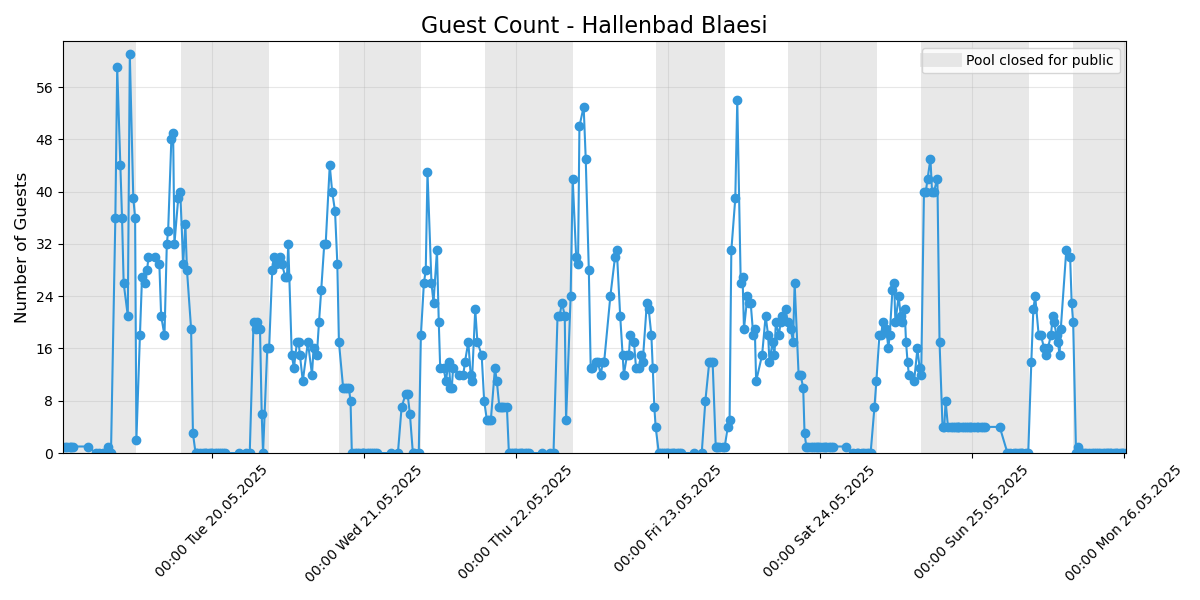 Guest Count - Hallenbad Blaesi
Pool closed for public
Number of Guests
56
48
40
32
24
16
8
0
00:00 Tue 20.05.2025
00:00 Wed 21.05.2025
00:00 Thu 22.05.2025
00:00 Fri 23.05.2025
00:00 Sat 24.05.2025
00:00 Sun 25.05.2025
00:00 Mon 26.05.2025